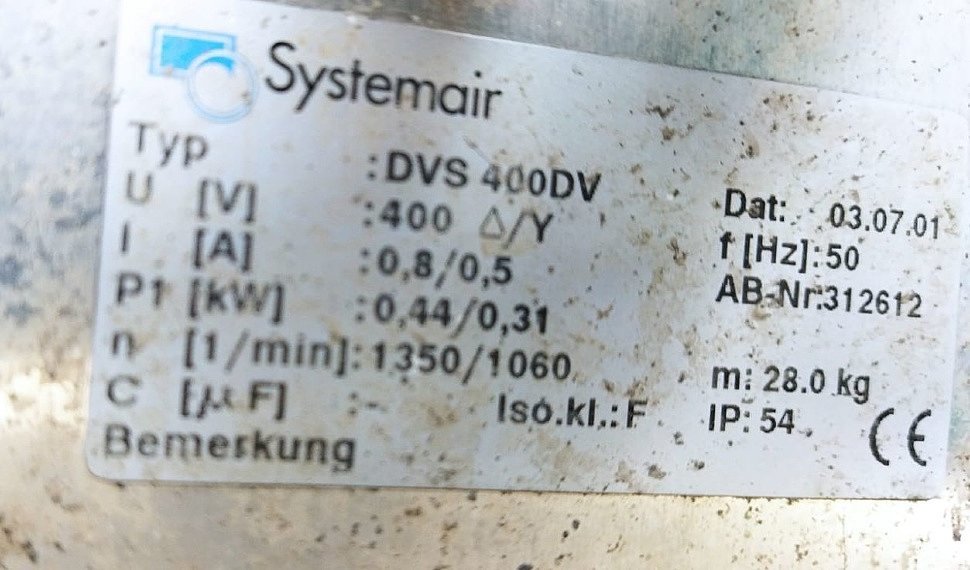 Systemair
Typ :DVS 400DV
U [V] :400 △/Y Dat: 03.07.01
I [A] :0,8/0,5 f [Hz]:50
P1 [kW] :0,44/0,31 AB-Nr:312612
n [1/min]:1350/1060 m: 28.0 kg
C [µF] :- Iso.kl.:F IP: 54 CE
Bemerkung